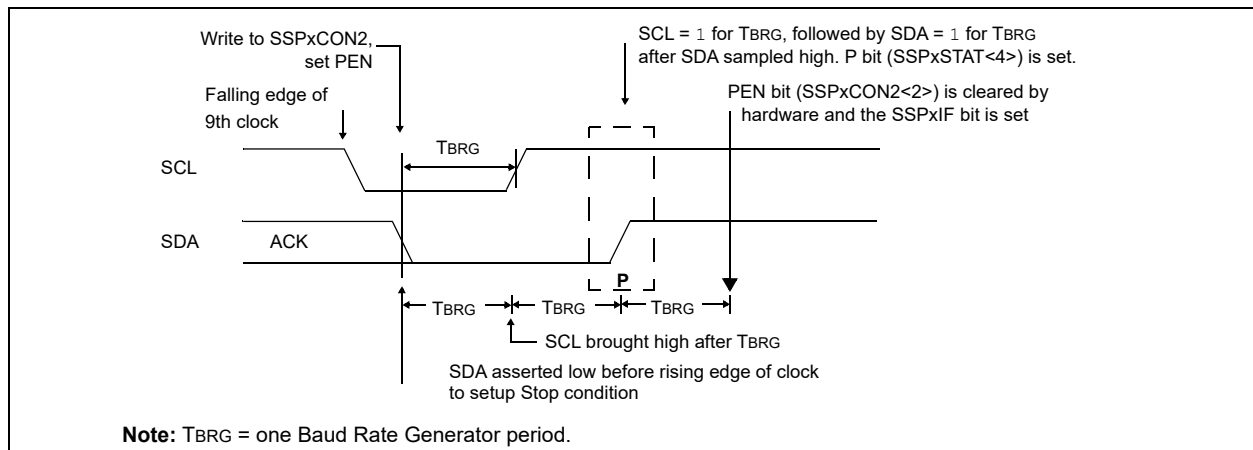 Write to SSPxCON2,
set PEN
SCL = 1 for TBRG, followed by SDA = 1 for TBRG
after SDA sampled high. P bit (SSPxSTAT<4>) is set.
Falling edge of
9th clock
PEN bit (SSPxCON2<2>) is cleared by
hardware and the SSPxIF bit is set
TBRG
SCL
SDA
ACK
P
TBRG
TBRG
TBRG
SCL brought high after TBRG
SDA asserted low before rising edge of clock
to setup Stop condition
Note: TBRG = one Baud Rate Generator period.